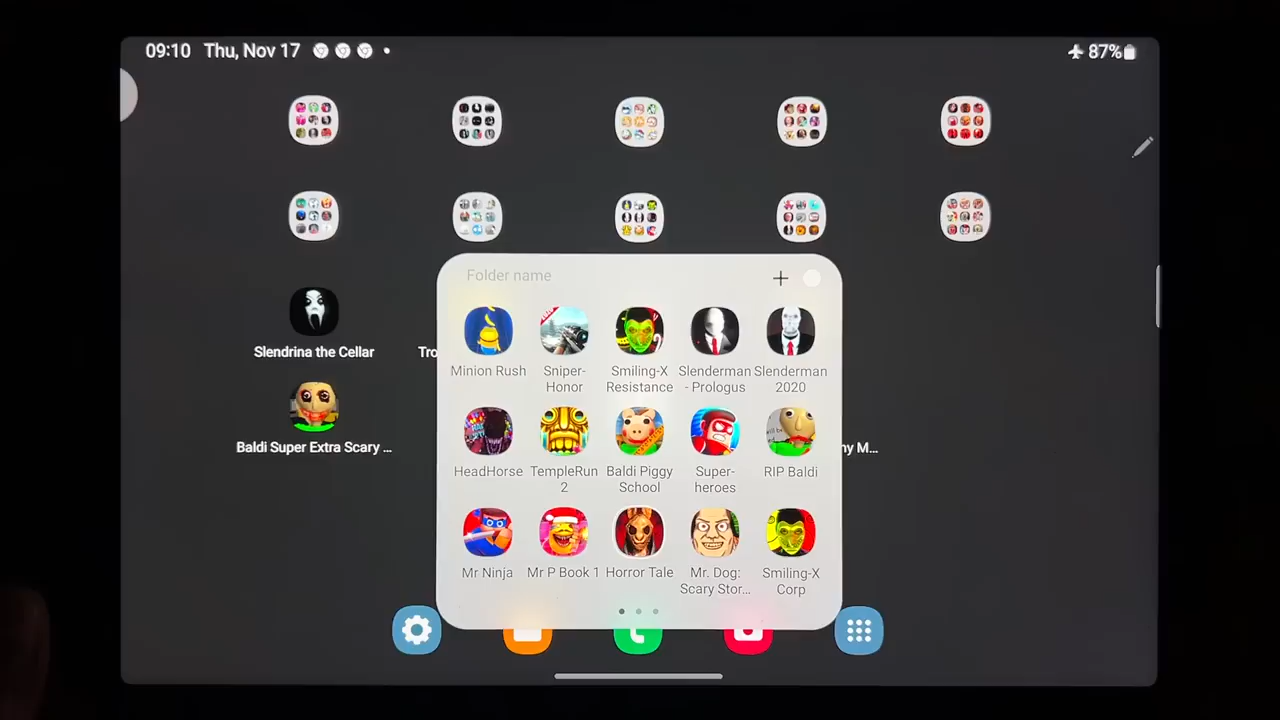 09:10 Thu, Nov 17
87%
Folder name
Minion Rush
Sniper-
Honor
Smiling-X
Resistance
Slenderman
- Prologus
Slenderman
2020
Slendrina the Cellar
Tro
HeadHorse
TempleRun
2
Baldi Piggy
School
Super-
heroes
RIP Baldi
Baldi Super Extra Scary ...
ny M...
Mr Ninja
Mr P Book 1
Horror Tale
Mr. Dog:
Scary Stor...
Smiling-X
Corp